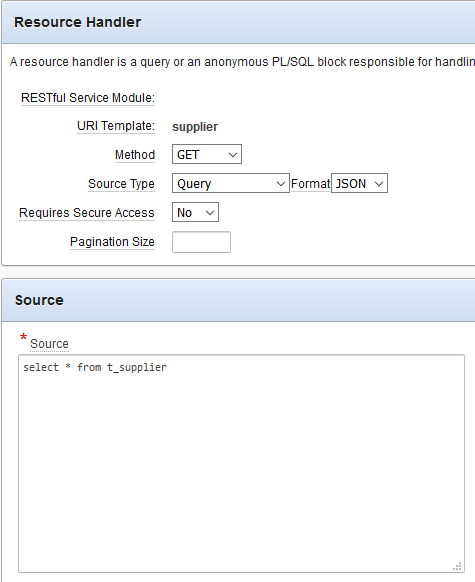 Resource Handler
A resource handler is a query or an anonymous PL/SQL block responsible for handlin
RESTful Service Module:
URI Template: supplier
Method GET
Source Type Query Format JSON
Requires Secure Access No
Pagination Size
Source
* Source
select * from t_supplier